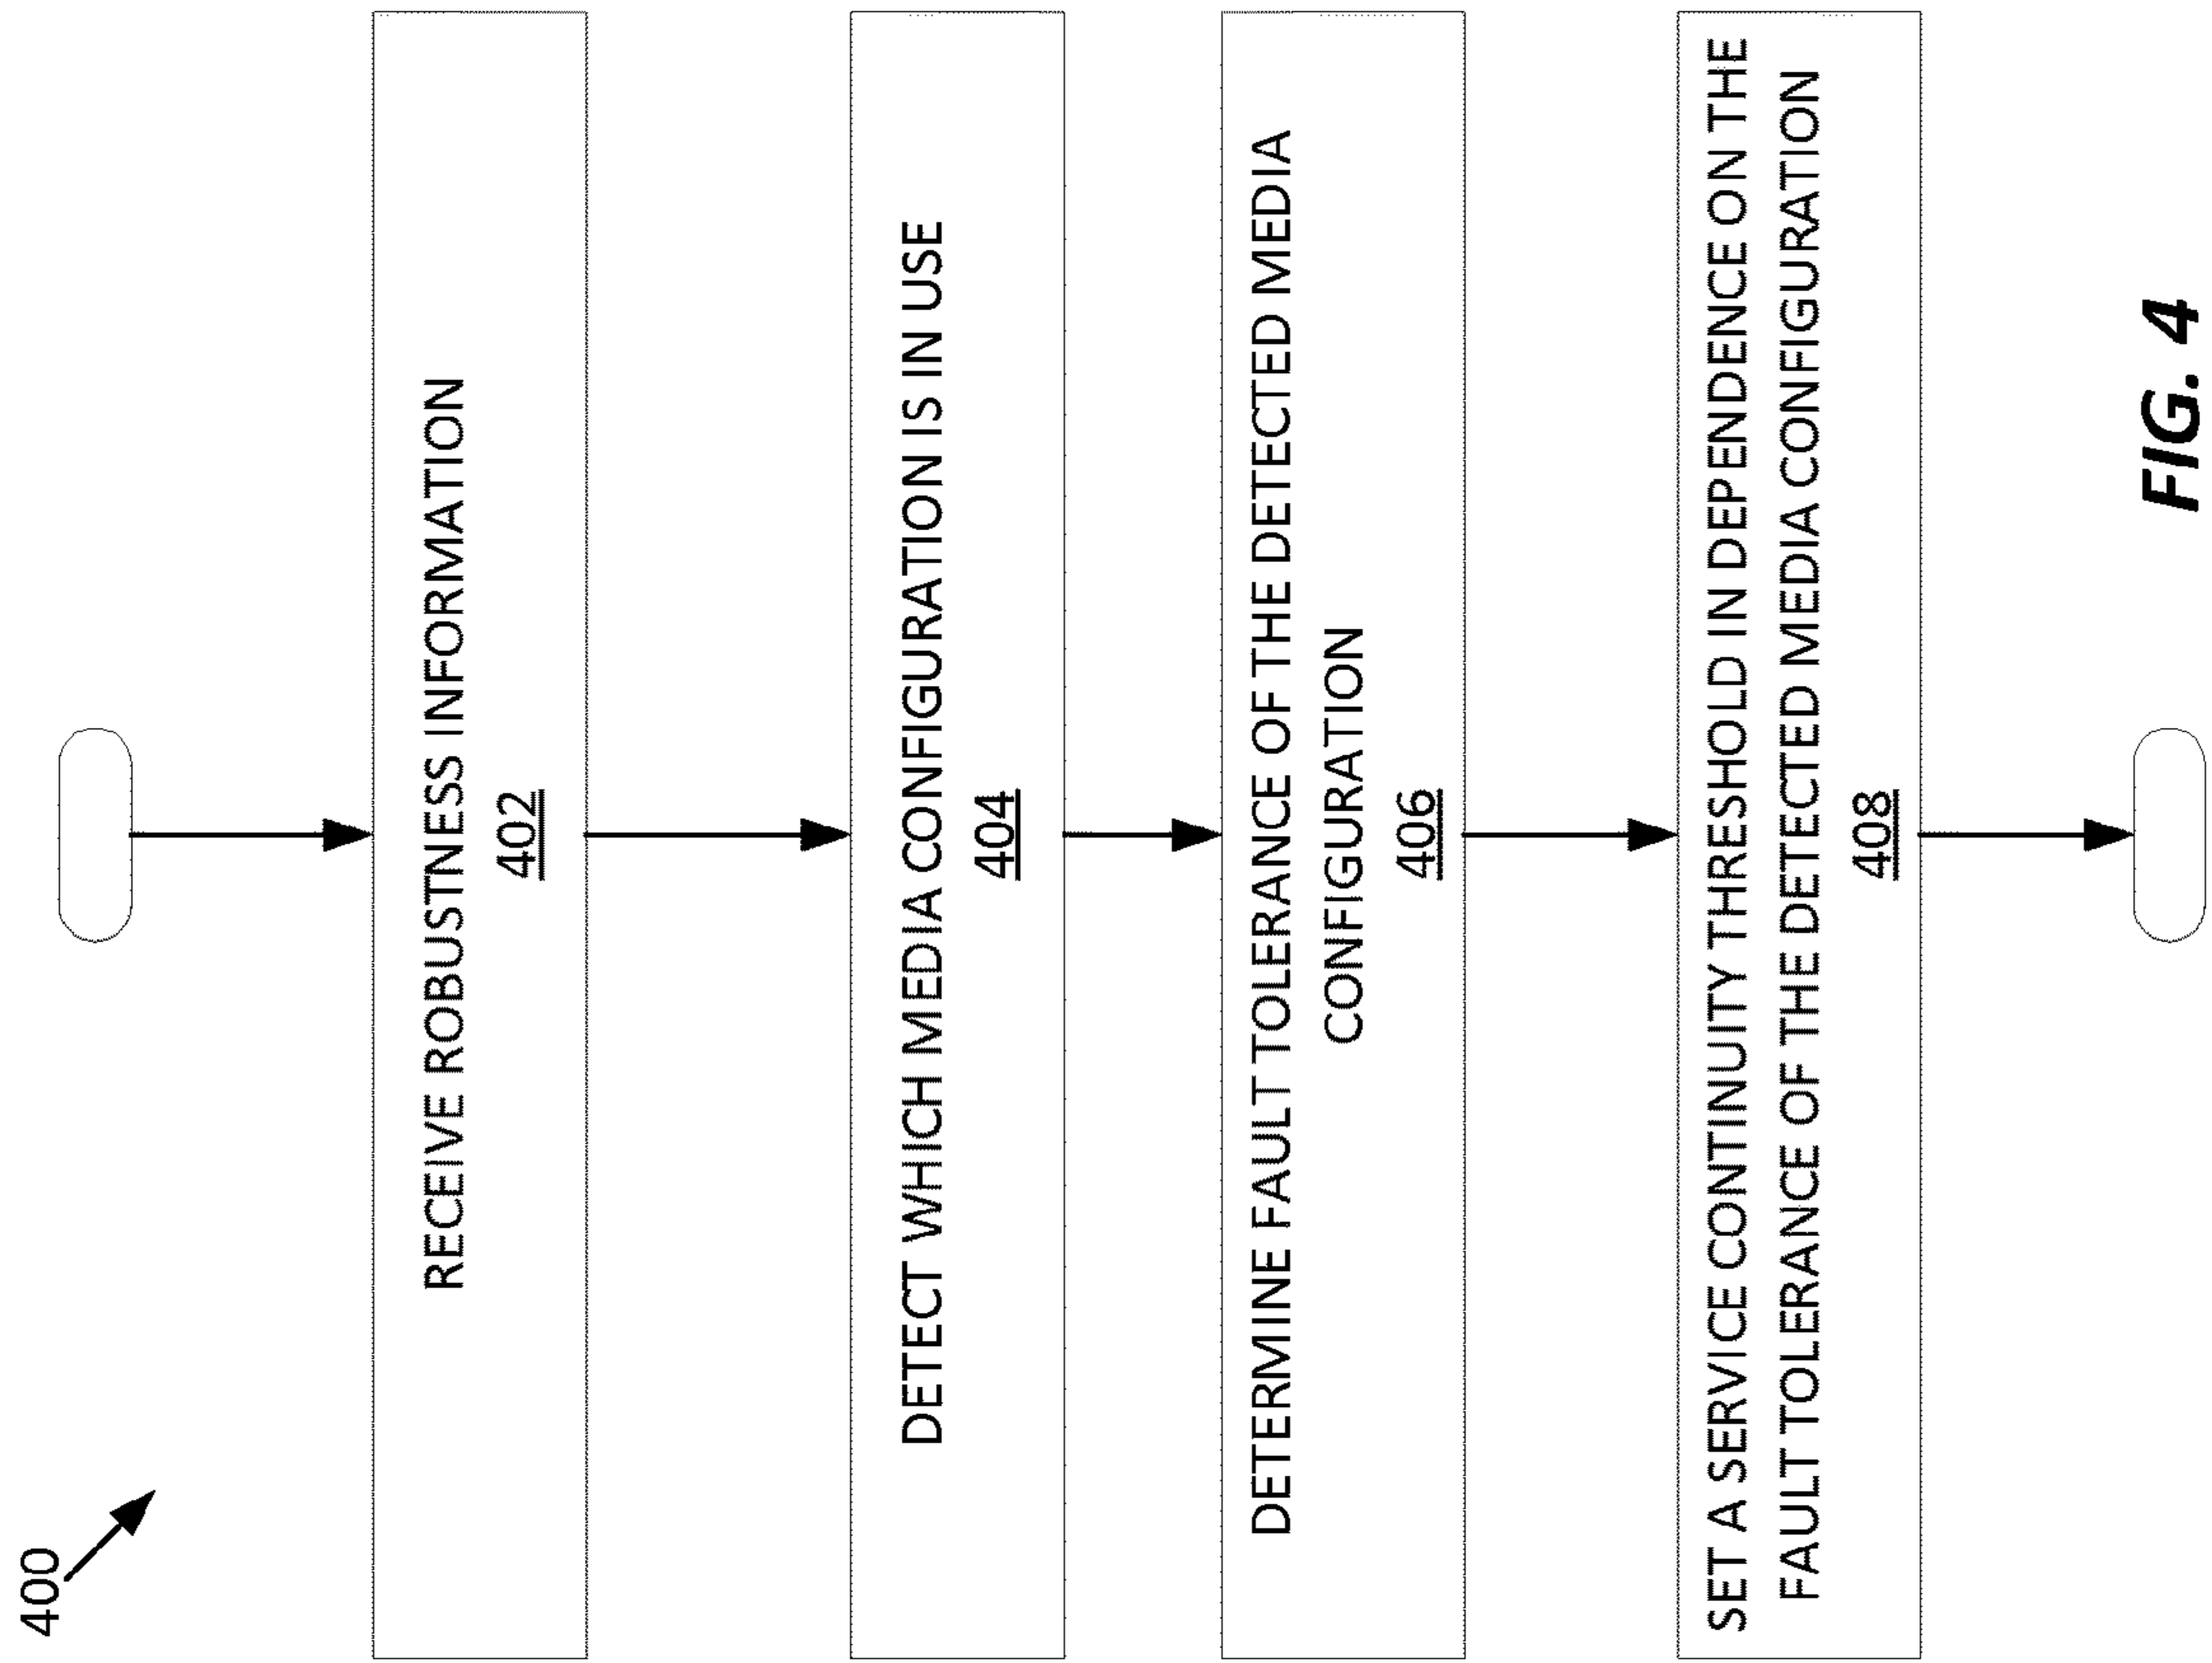 400
RECEIVE ROBUSTNESS INFORMATION
402
DETECT WHICH MEDIA CONFIGURATION IS IN USE
404
DETERMINE FAULT TOLERANCE OF THE DETECTED MEDIA
CONFIGURATION
406
SET A SERVICE CONTINUITY THRESHOLD IN DEPENDENCE ON THE
FAULT TOLERANCE OF THE DETECTED MEDIA CONFIGURATION
408
FIG. 4